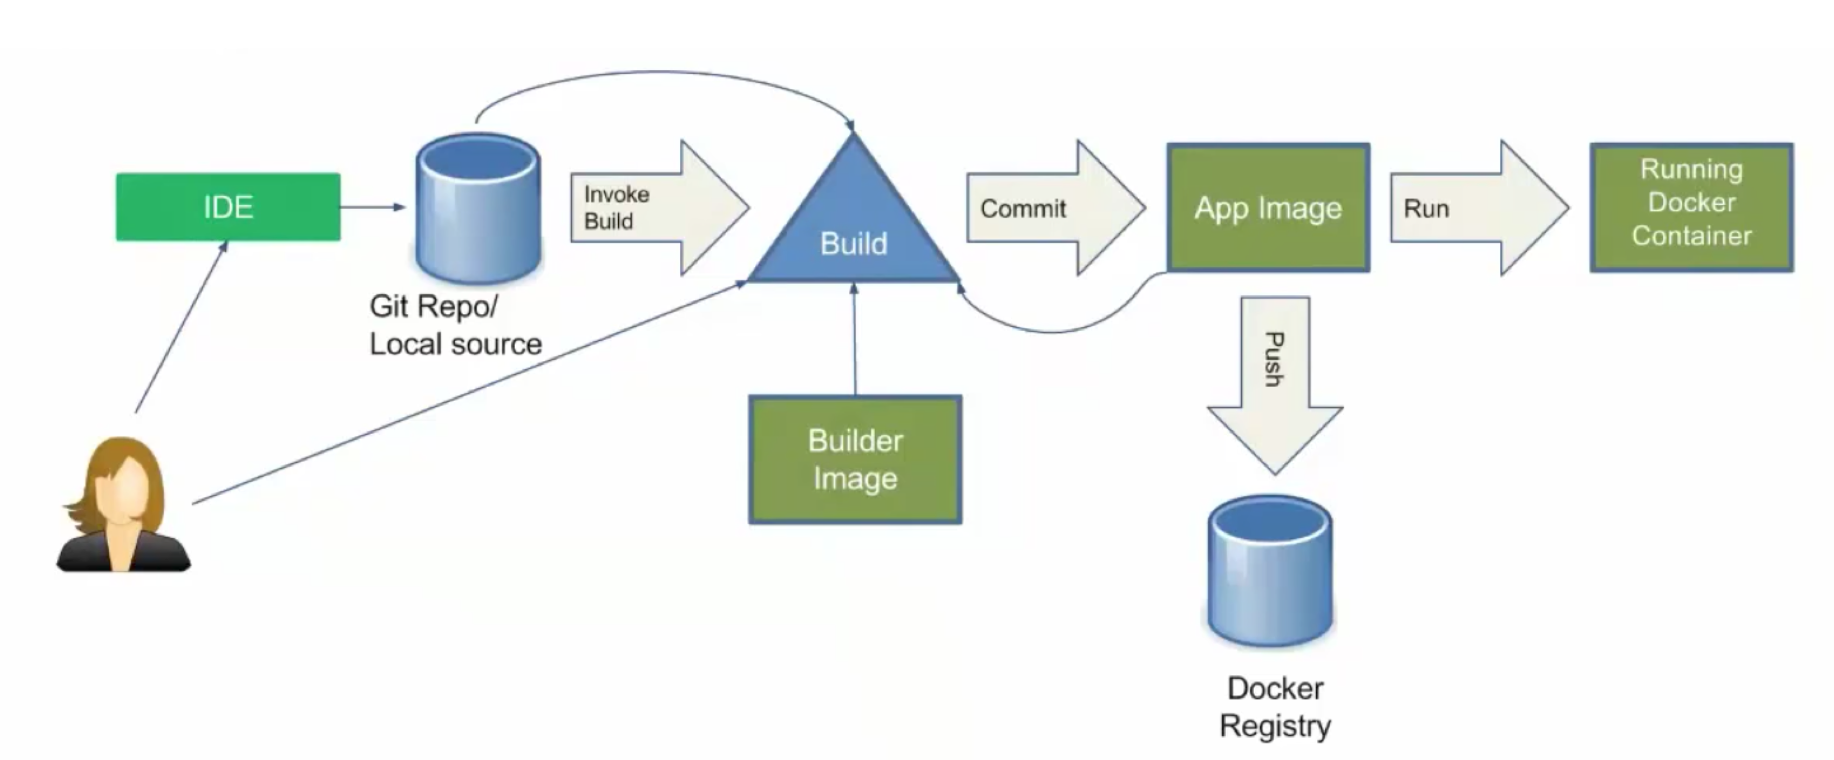 IDE
Git Repo/
Local source
Invoke
Build
Build
Builder
Image
Commit
App Image
Run
Running
Docker
Container
Push
Docker
Registry